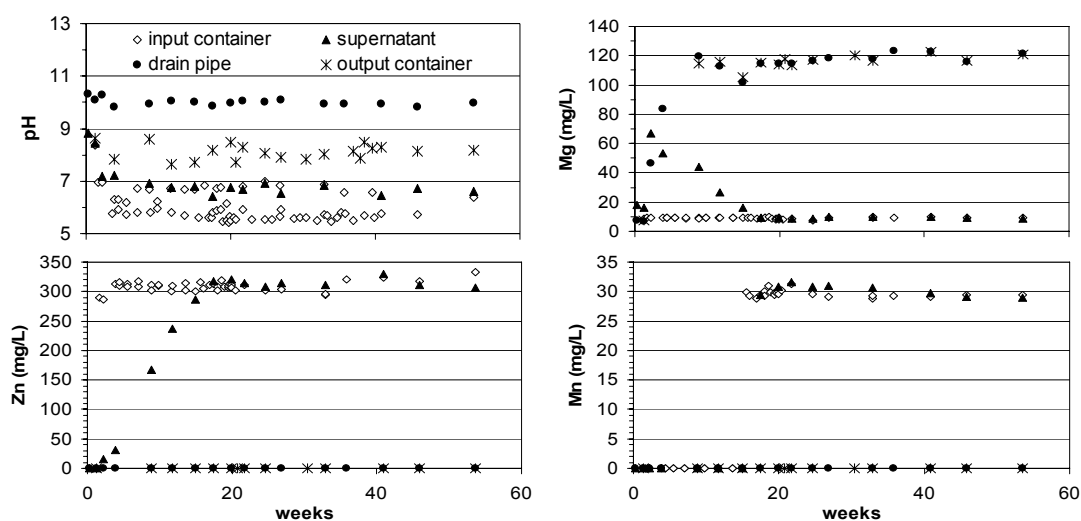 13
11
9
7
5
pH
◇ input container ▲ supernatant
● drain pipe ✳ output container
140
120
100
80
60
40
20
0
Mg (mg/L)
350
300
250
200
150
100
50
0
Zn (mg/L)
0 20 40 60
weeks
35
30
25
20
15
10
5
0
Mn (mg/L)
0 20 40 60
weeks